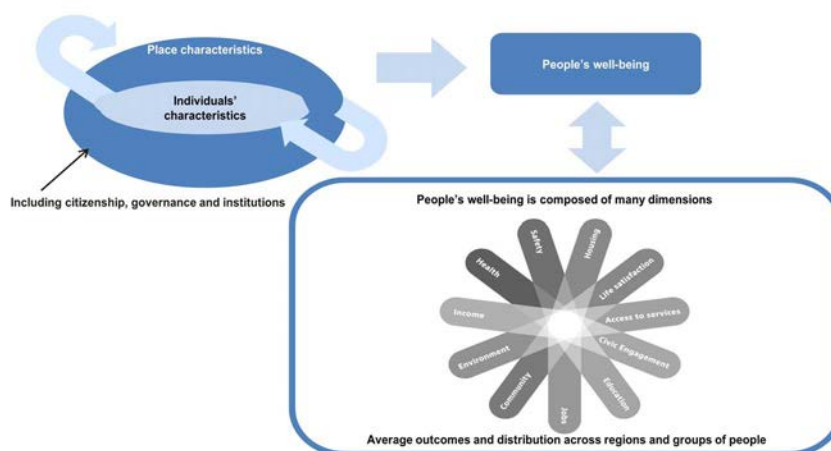 Place characteristics
People's well-being
Individuals'
characteristics
Including citizenship, governance and institutions
People's well-being is composed of many dimensions
Safety
Housing
Health
Life satisfaction
Income
Access to services
Environment
Civic Engagement
Community
Jobs
Education
Average outcomes and distribution across regions and groups of people